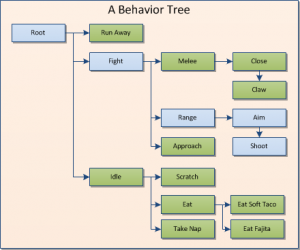 A Behavior Tree
Root
Run Away
Fight
Melee
Close
Claw
Range
Aim
Approach
Shoot
Idle
Scratch
Eat
Eat Soft Taco
Take Nap
Eat Fajita